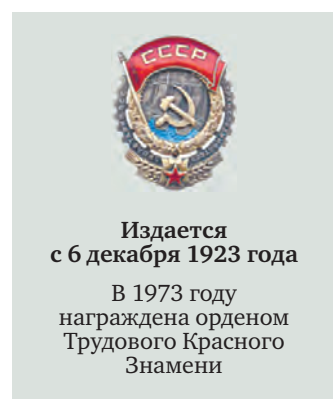 СССР
Издается
с 6 декабря 1923 года
В 1973 году
награждена орденом
Трудового Красного
Знамени